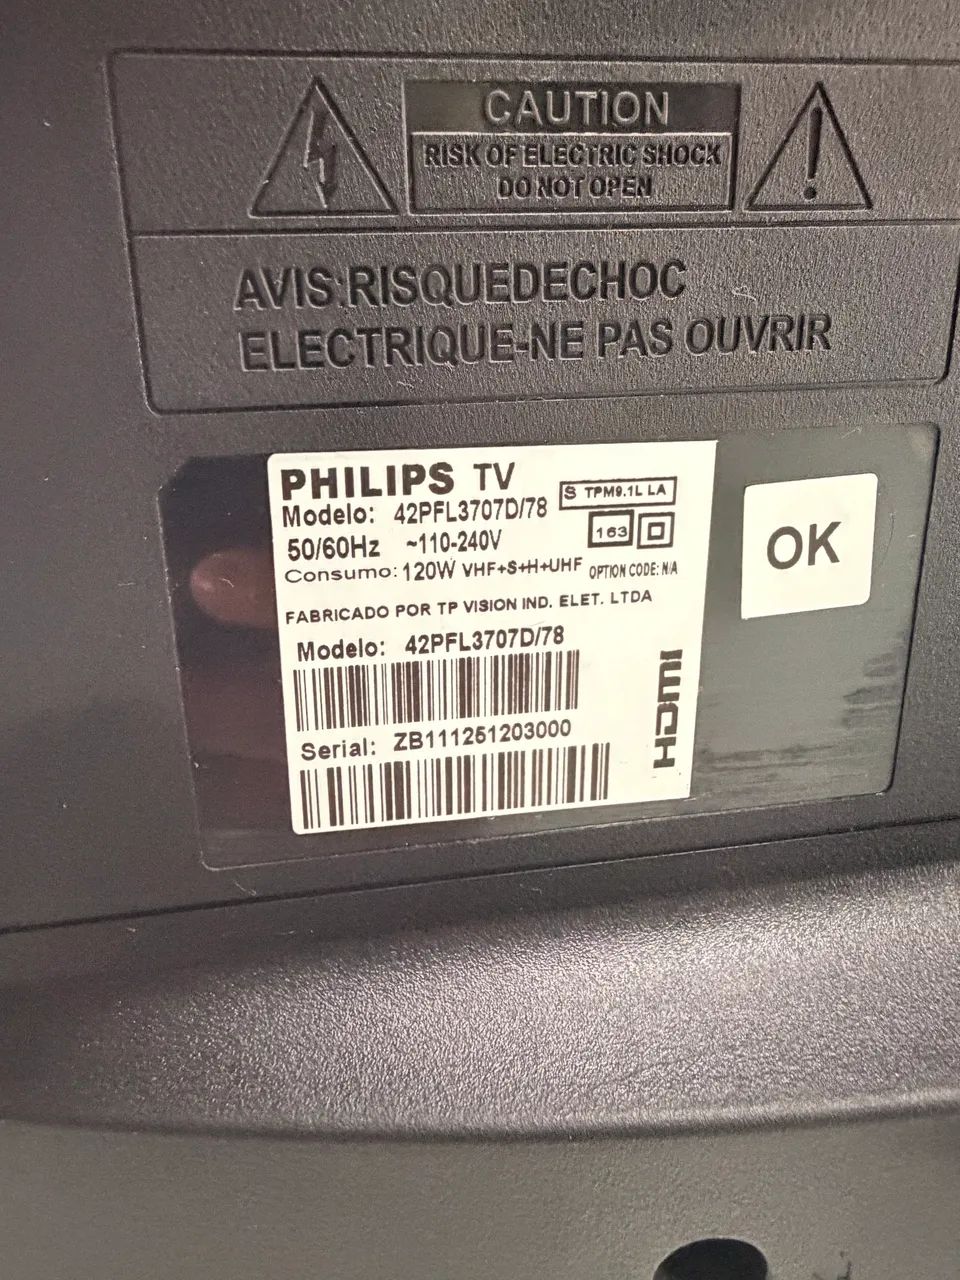 CAUTION
RISK OF ELECTRIC SHOCK
DO NOT OPEN
AVIS:RISQUEDECHOC
ELECTRIQUE-NE PAS OUVRIR
PHILIPS TV
Modelo: 42PFL3707D/78
S TPM9.1L LA
50/60Hz ~110-240V
163
Consumo: 120W VHF+S+H+UHF OPTION CODE: N/A
FABRICADO POR TP VISION IND. ELET. LTDA
Modelo: 42PFL3707D/78
Serial: ZB111251203000
HDMI
OK